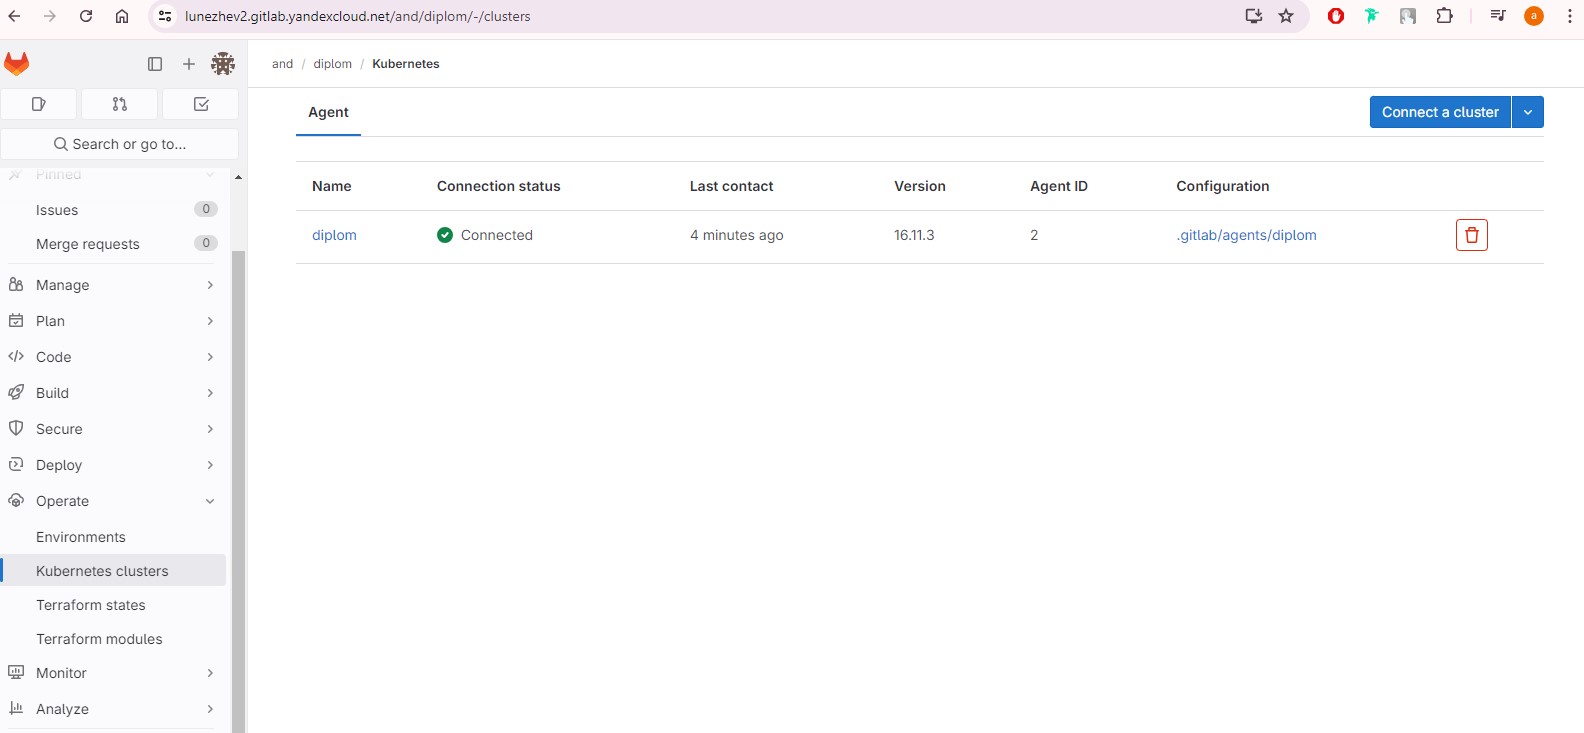 lunezhev2.gitlab.yandexcloud.net/and/diplom/-/clusters
a
and / diplom / Kubernetes
Agent
Connect a cluster
Search or go to...
Pinned
Issues 0
Merge requests 0
Manage
Plan
Code
Build
Secure
Deploy
Operate
Environments
Kubernetes clusters
Terraform states
Terraform modules
Monitor
Analyze
Name Connection status Last contact Version Agent ID Configuration
diplom Connected 4 minutes ago 16.11.3 2 .gitlab/agents/diplom